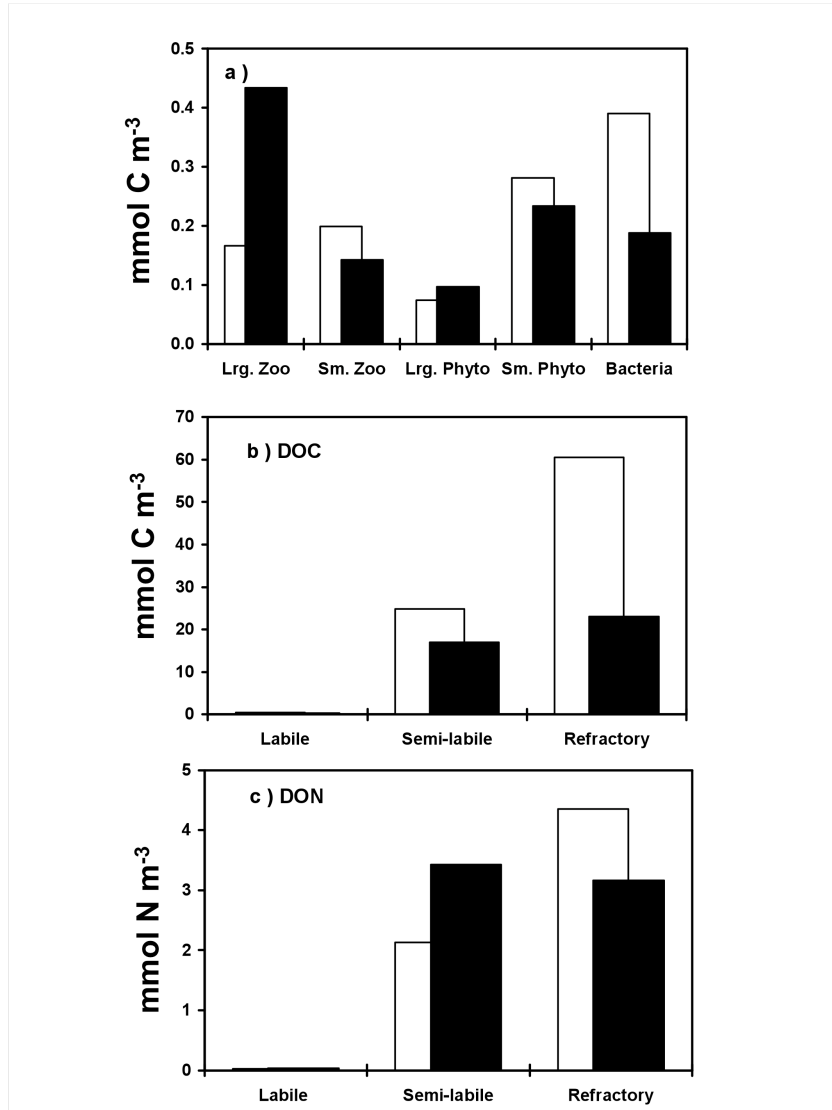 a )
mmol C m-3
0.5
0.4
0.3
0.2
0.1
0.0
Lrg. Zoo Sm. Zoo Lrg. Phyto Sm. Phyto Bacteria
b ) DOC
mmol C m-3
70
60
50
40
30
20
10
0
Labile Semi-labile Refractory
c ) DON
mmol N m-3
5
4
3
2
1
0
Labile Semi-labile Refractory